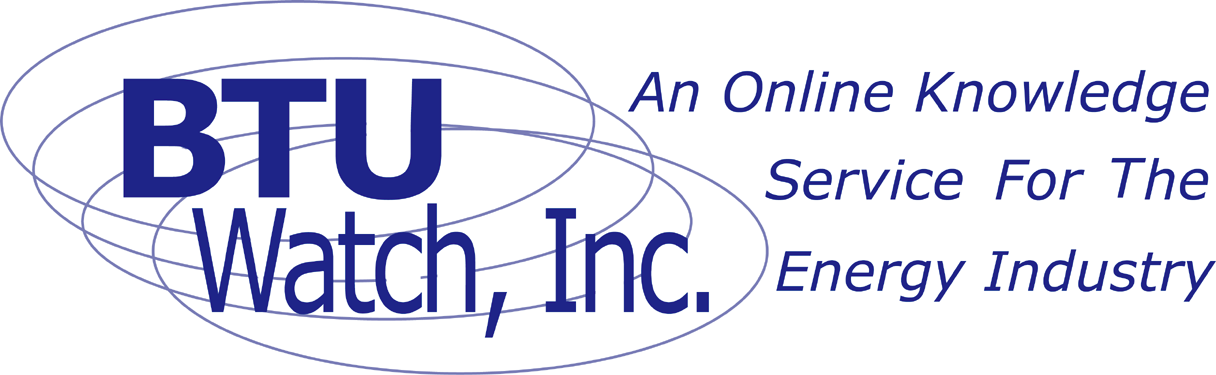 BTU
Watch, Inc.
An Online Knowledge
Service For The
Energy Industry